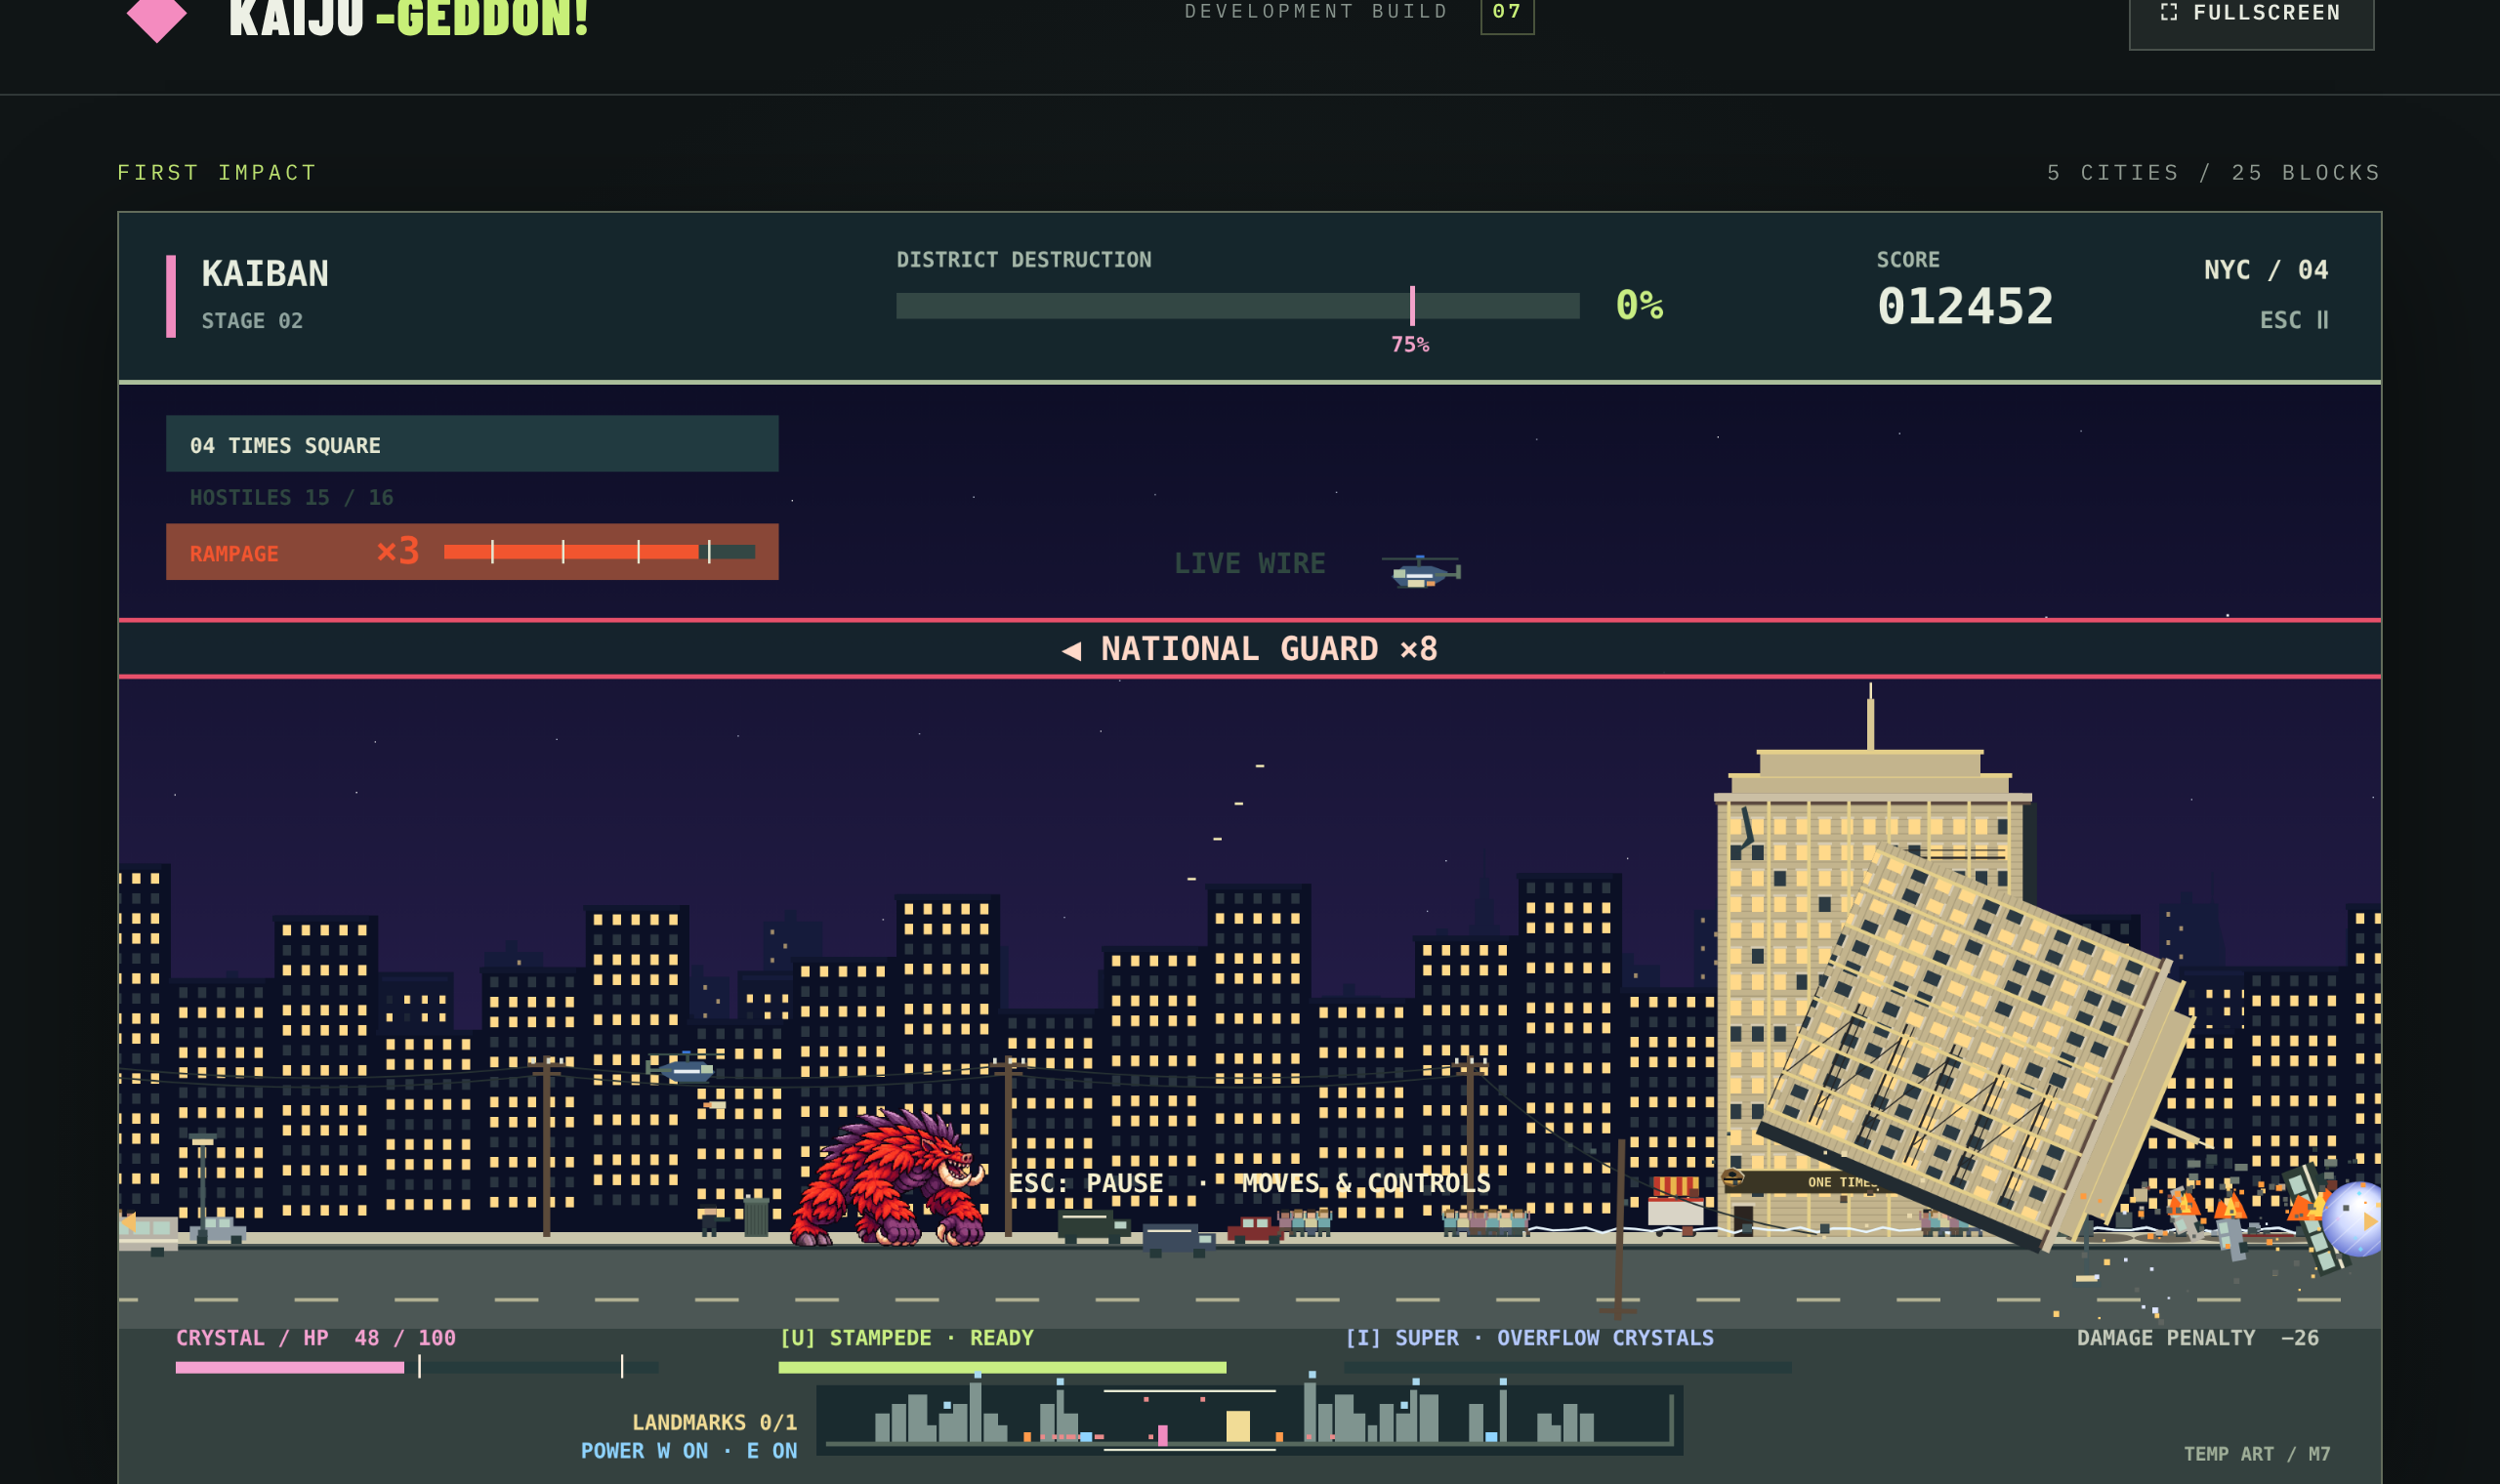 KAIJU-GEDDON!
DEVELOPMENT BUILD 07
FULLSCREEN
FIRST IMPACT
5 CITIES / 25 BLOCKS
KAIBAN
STAGE 02
DISTRICT DESTRUCTION
0%
75%
SCORE
012452
NYC / 04
ESC II
04 TIMES SQUARE
HOSTILES 15 / 16
RAMPAGE ×3
LIVE WIRE
◀ NATIONAL GUARD ×8
ONE TIMES
ESC: PAUSE · MOVES & CONTROLS
CRYSTAL / HP 48 / 100
[U] STAMPEDE · READY
[I] SUPER · OVERFLOW CRYSTALS
DAMAGE PENALTY −26
LANDMARKS 0/1
POWER W ON · E ON
TEMP ART / M7